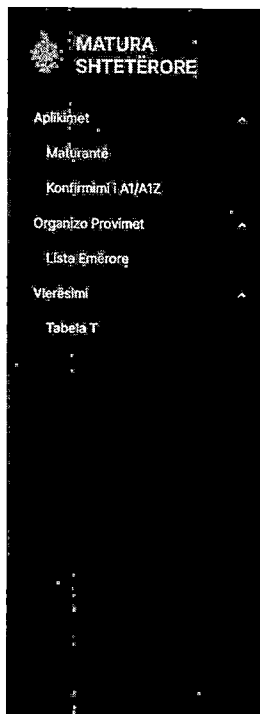 MATURA
SHTETËRORE
Aplikimet
Maturantë
Konfirmimi i A1/A1Z
Organizo Provimet
Lista Emërore
Vlerësimi
Tabela T